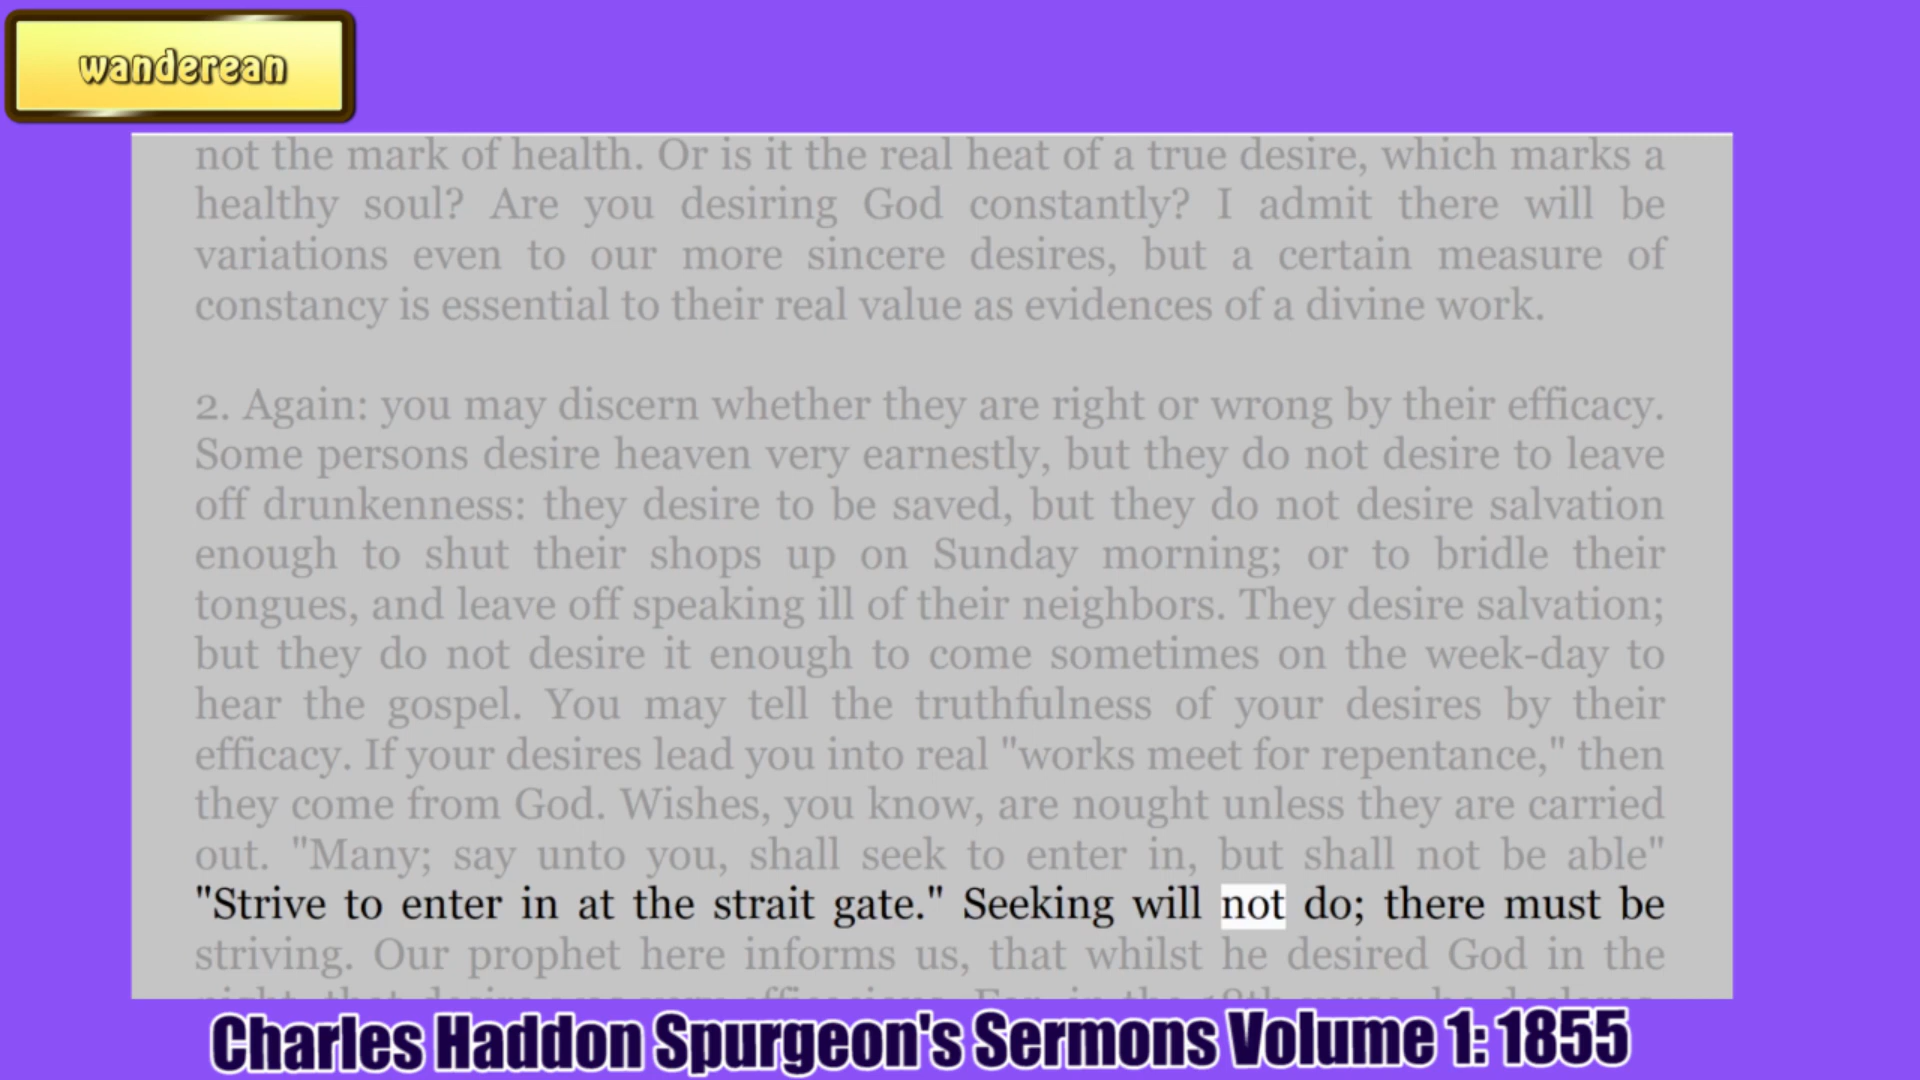 wanderean
not the mark of health. Or is it the real heat of a true desire, which marks a
healthy soul? Are you desiring God constantly? I admit there will be
variations even to our more sincere desires, but a certain measure of
constancy is essential to their real value as evidences of a divine work.
2. Again: you may discern whether they are right or wrong by their efficacy.
Some persons desire heaven very earnestly, but they do not desire to leave
off drunkenness: they desire to be saved, but they do not desire salvation
enough to shut their shops up on Sunday morning; or to bridle their
tongues, and leave off speaking ill of their neighbors. They desire salvation;
but they do not desire it enough to come sometimes on the week-day to
hear the gospel. You may tell the truthfulness of your desires by their
efficacy. If your desires lead you into real "works meet for repentance," then
they come from God. Wishes, you know, are nought unless they are carried
out. "Many; say unto you, shall seek to enter in, but shall not be able"
"Strive to enter in at the strait gate." Seeking will not do; there must be
striving. Our prophet here informs us, that whilst he desired God in the
Charles Haddon Spurgeon's Sermons Volume 1: 1855